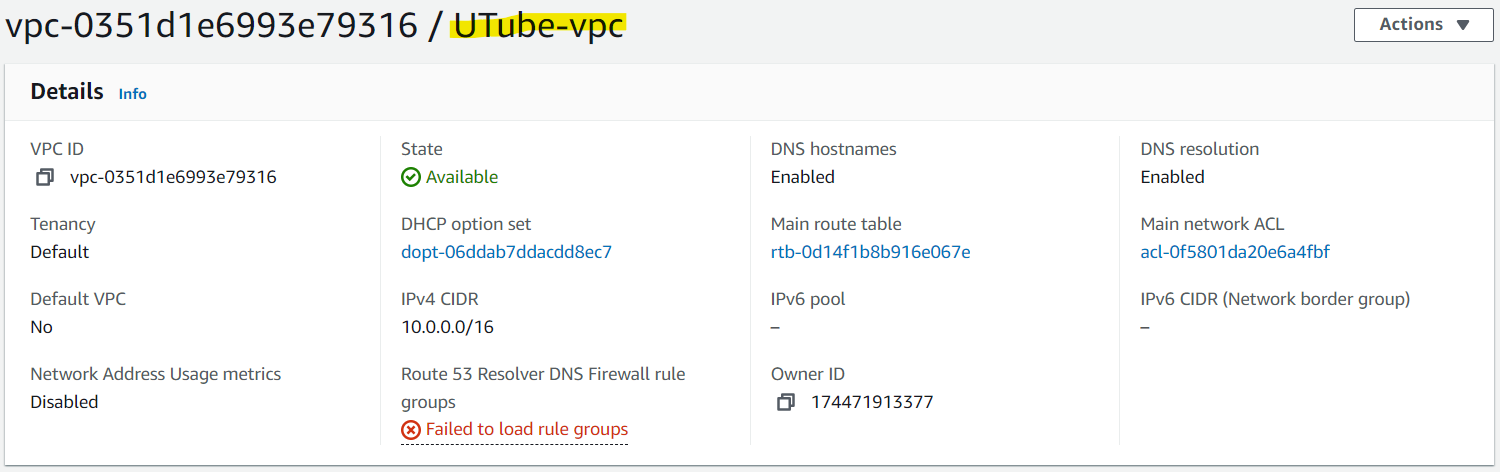 vpc-0351d1e6993e79316 / UTube-vpc
Actions
Details Info
VPC ID
vpc-0351d1e6993e79316
State
Available
DNS hostnames
Enabled
DNS resolution
Enabled
Tenancy
Default
DHCP option set
dopt-06ddab7ddacdd8ec7
Main route table
rtb-0d14f1b8b916e067e
Main network ACL
acl-0f5801da20e6a4fbf
Default VPC
No
IPv4 CIDR
10.0.0.0/16
IPv6 pool
–
IPv6 CIDR (Network border group)
–
Network Address Usage metrics
Disabled
Route 53 Resolver DNS Firewall rule
groups
Failed to load rule groups
Owner ID
174471913377